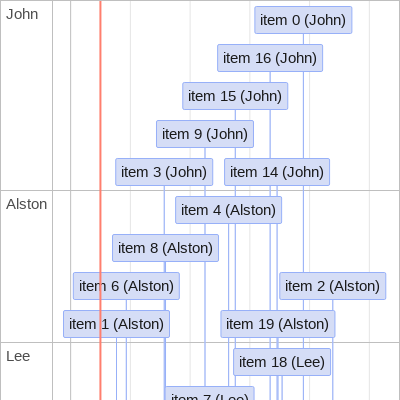 John
item 0 (John)
item 16 (John)
item 15 (John)
item 9 (John)
item 3 (John)
item 14 (John)
Alston
item 4 (Alston)
item 8 (Alston)
item 6 (Alston)
item 2 (Alston)
item 1 (Alston)
item 19 (Alston)
Lee
item 18 (Lee)
item 7 (Lee)